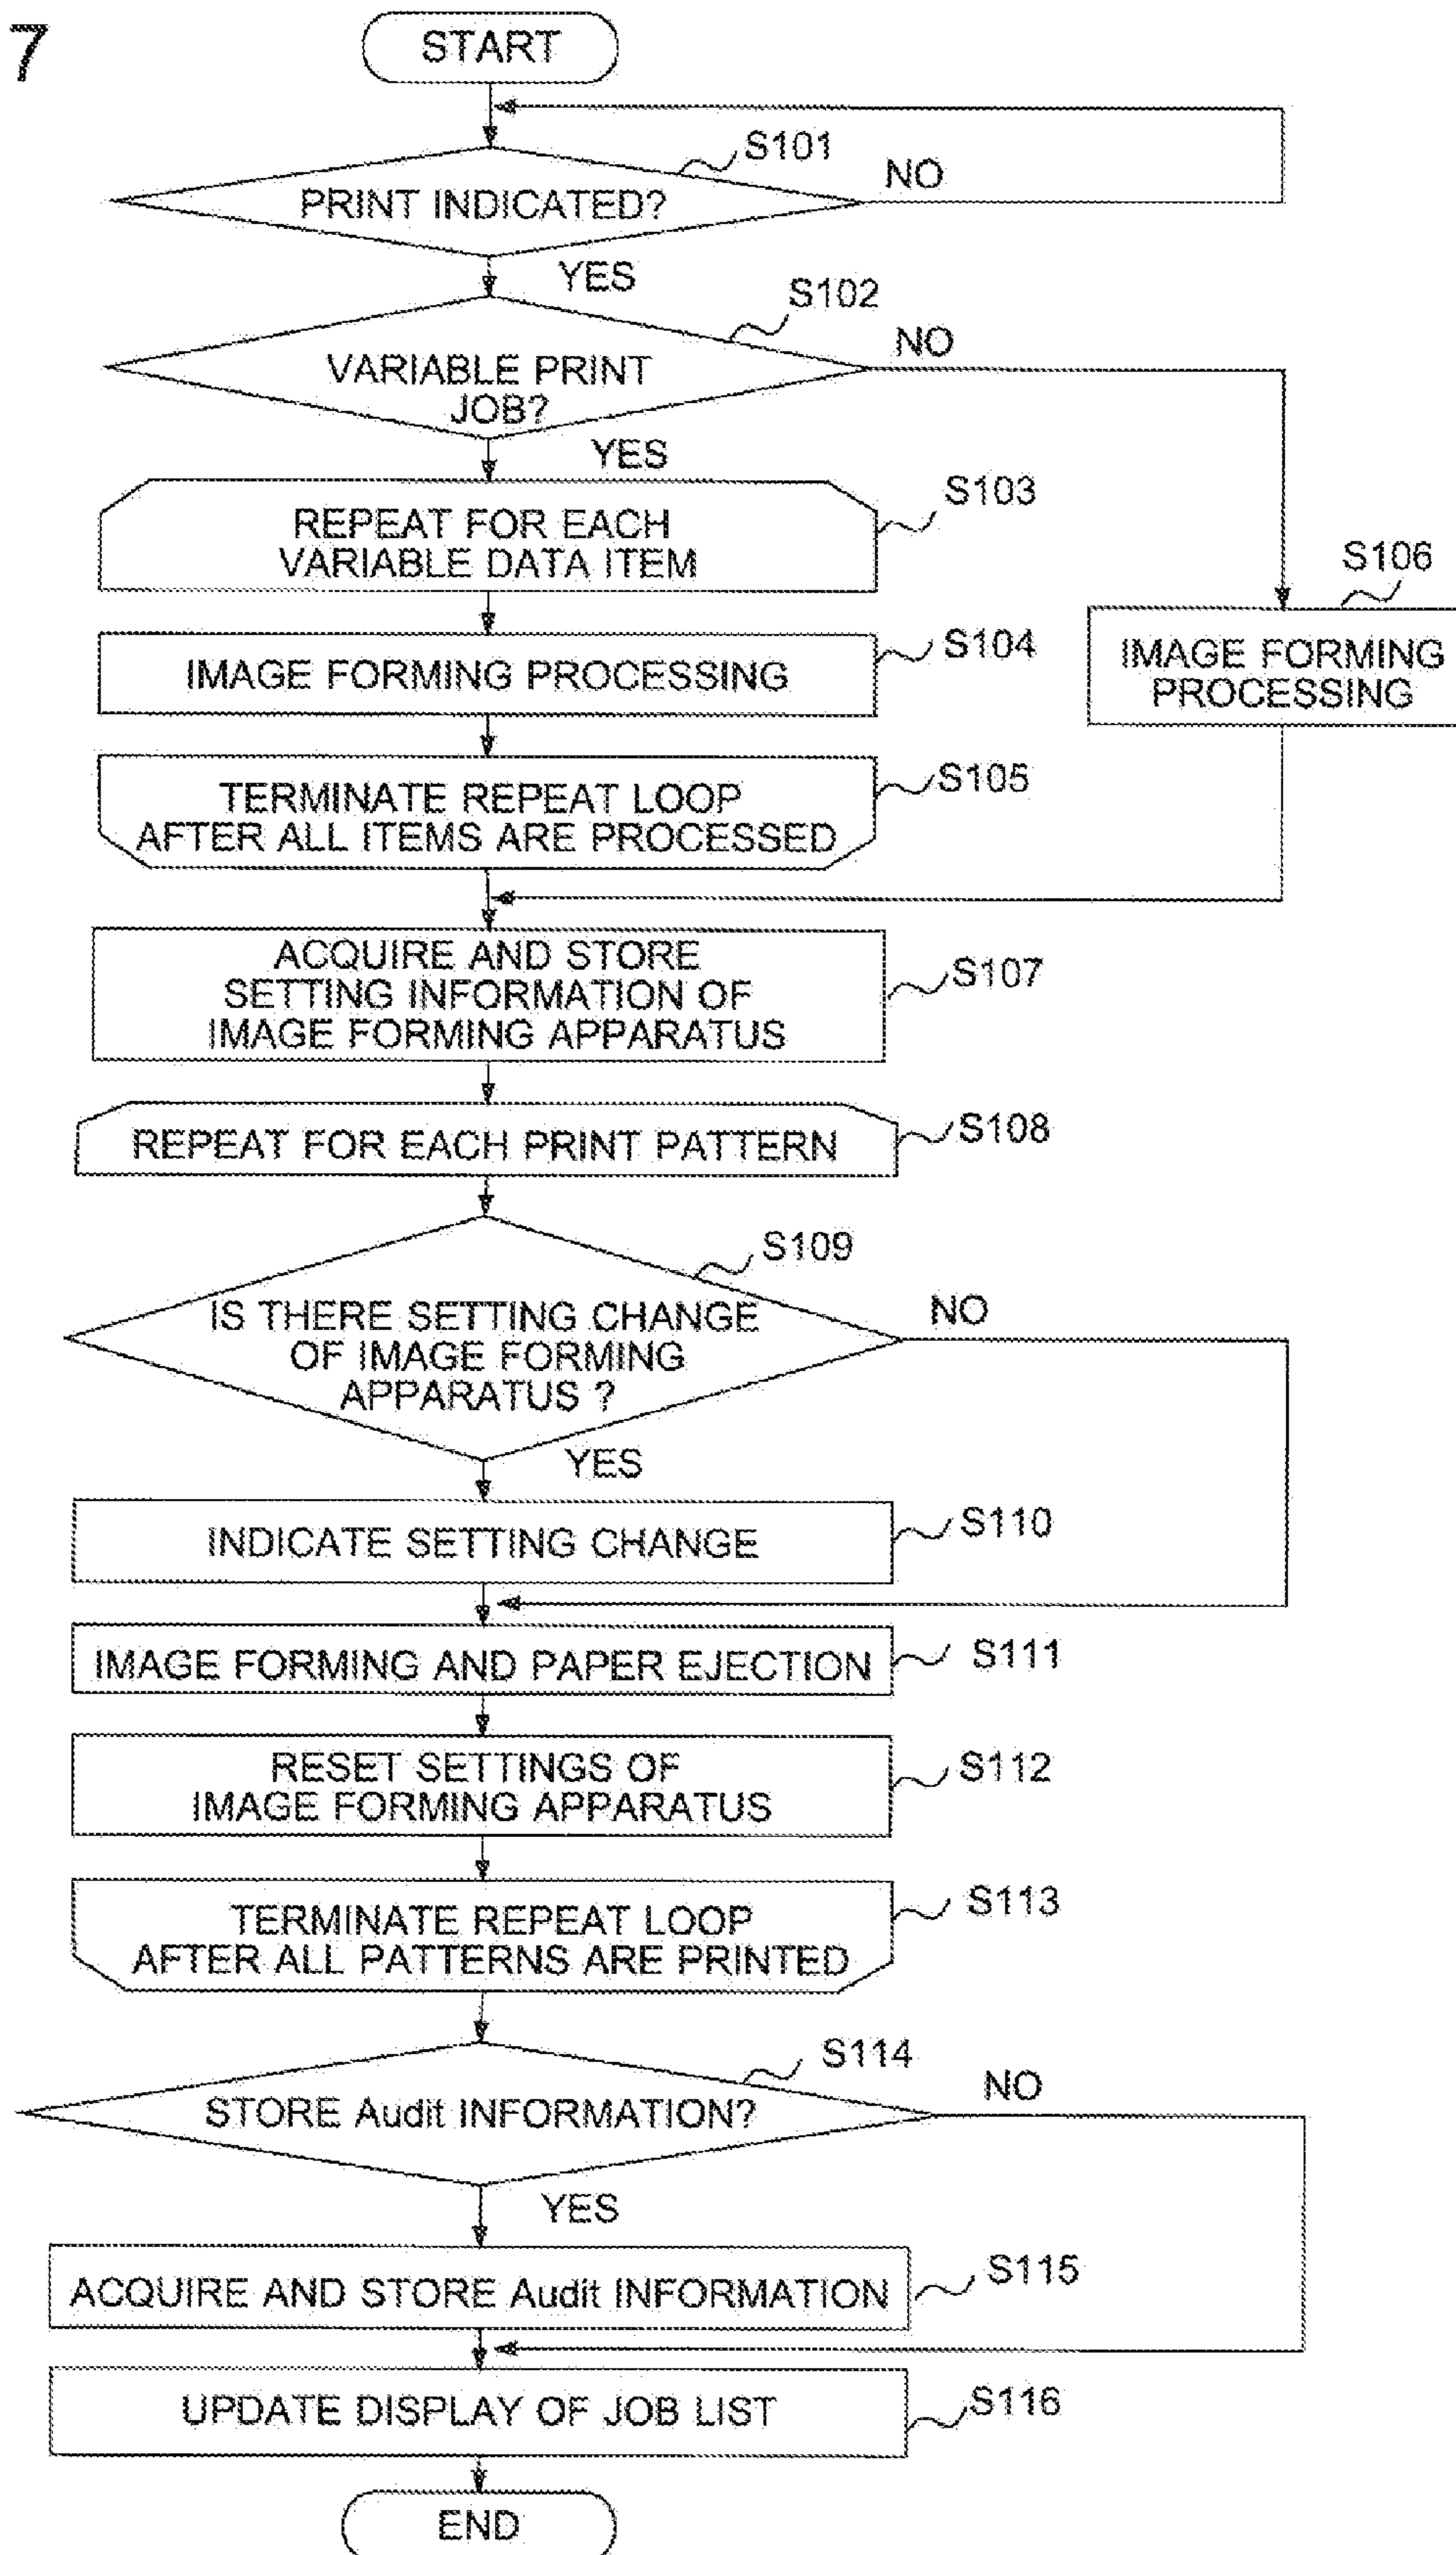 7
START
S101
PRINT INDICATED?
NO
YES
S102
VARIABLE PRINT
JOB?
NO
YES
S103
REPEAT FOR EACH
VARIABLE DATA ITEM
S104
IMAGE FORMING PROCESSING
S106
IMAGE FORMING
PROCESSING
S105
TERMINATE REPEAT LOOP
AFTER ALL ITEMS ARE PROCESSED
S107
ACQUIRE AND STORE
SETTING INFORMATION OF
IMAGE FORMING APPARATUS
S108
REPEAT FOR EACH PRINT PATTERN
S109
IS THERE SETTING CHANGE
OF IMAGE FORMING
APPARATUS ?
NO
YES
S110
INDICATE SETTING CHANGE
S111
IMAGE FORMING AND PAPER EJECTION
S112
RESET SETTINGS OF
IMAGE FORMING APPARATUS
S113
TERMINATE REPEAT LOOP
AFTER ALL PATTERNS ARE PRINTED
S114
STORE Audit INFORMATION?
NO
YES
S115
ACQUIRE AND STORE Audit INFORMATION
S116
UPDATE DISPLAY OF JOB LIST
END